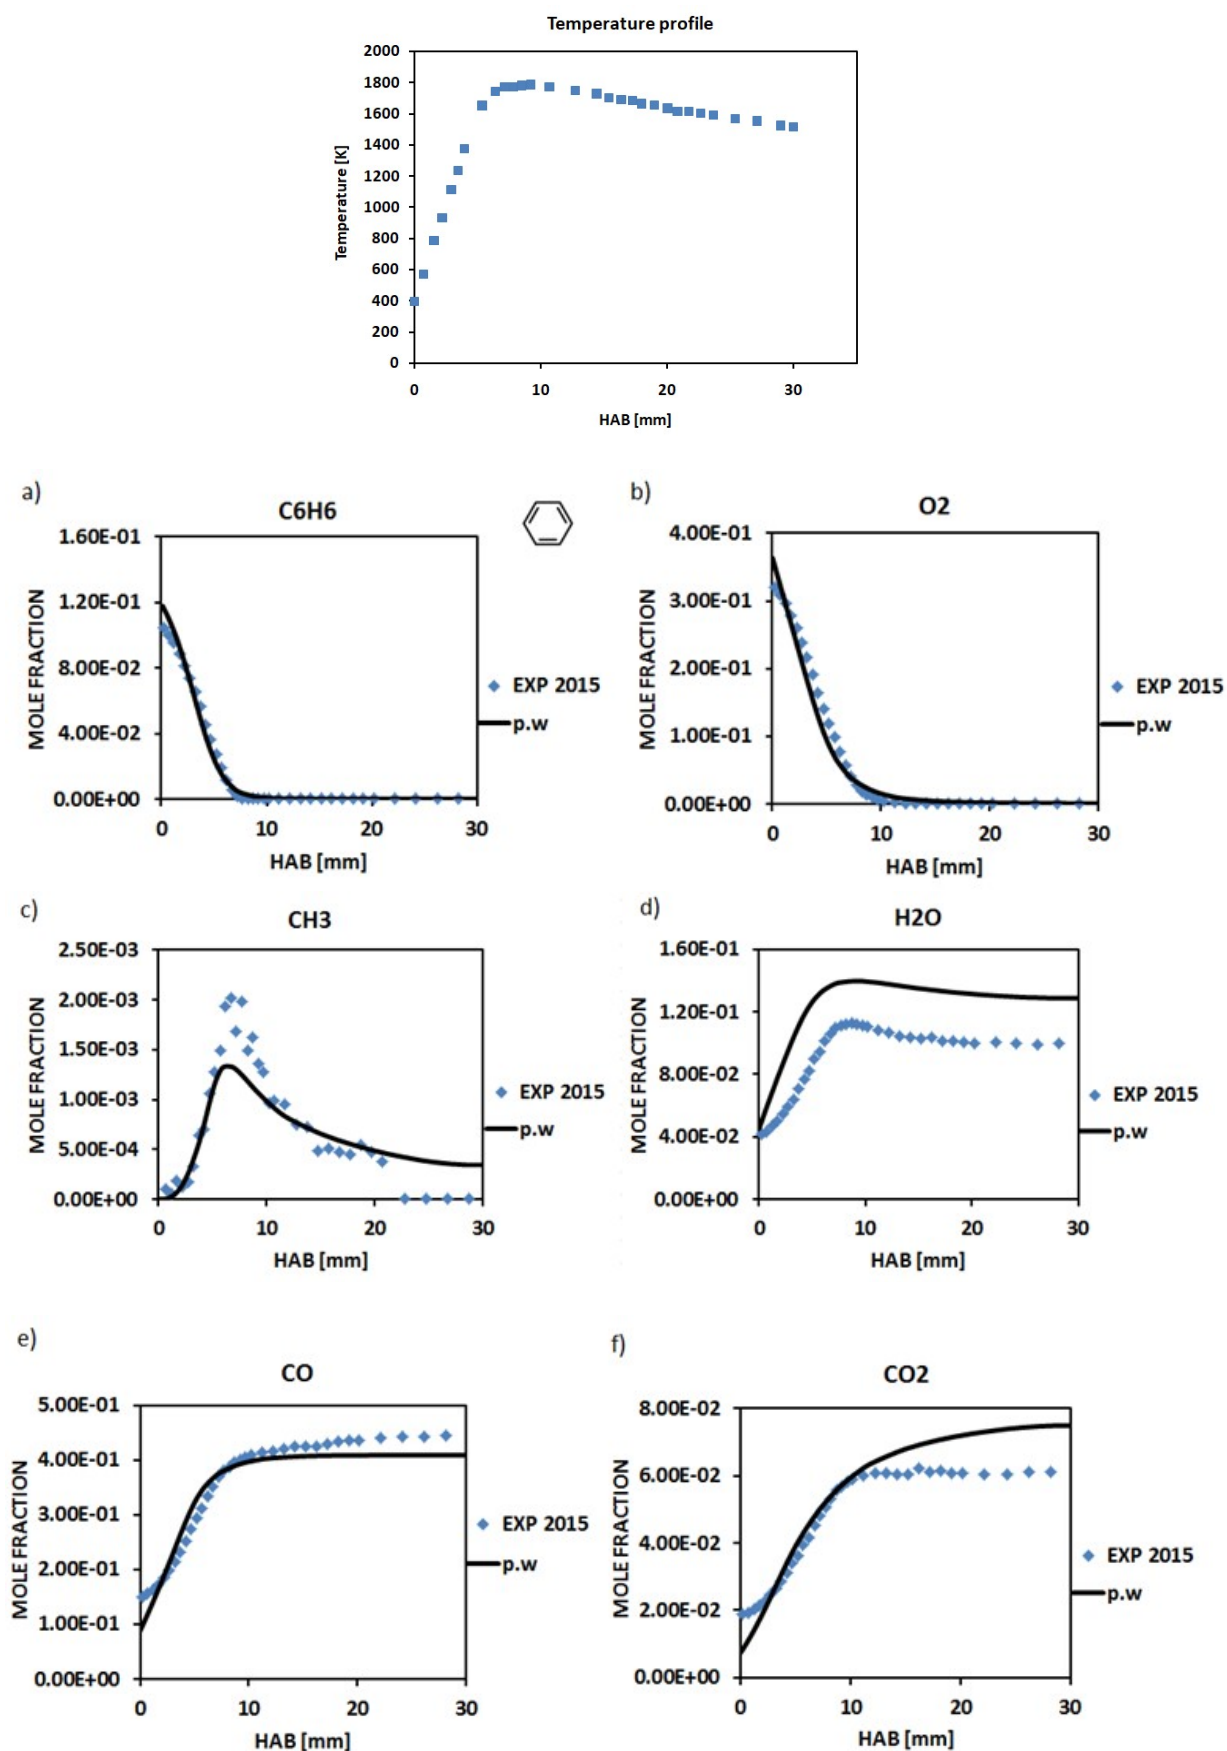 Temperature profile
2000
1800
1600
1400
1200
1000
800
600
400
200
0
Temperature [K]
0 10 20 30
HAB [mm]
a)
C6H6
1.60E-01
1.20E-01
8.00E-02
4.00E-02
0.00E+00
MOLE FRACTION
0 10 20 30
HAB [mm]
EXP 2015
p.w
b)
O2
4.00E-01
3.00E-01
2.00E-01
1.00E-01
0.00E+00
MOLE FRACTION
0 10 20 30
HAB [mm]
EXP 2015
p.w
c)
CH3
2.50E-03
2.00E-03
1.50E-03
1.00E-03
5.00E-04
0.00E+00
MOLE FRACTION
0 10 20 30
HAB [mm]
EXP 2015
p.w
d)
H2O
1.60E-01
1.20E-01
8.00E-02
4.00E-02
0.00E+00
MOLE FRACTION
0 10 20 30
HAB [mm]
EXP 2015
p.w
e)
CO
5.00E-01
4.00E-01
3.00E-01
2.00E-01
1.00E-01
0.00E+00
MOLE FRACTION
0 10 20 30
HAB [mm]
EXP 2015
p.w
f)
CO2
8.00E-02
6.00E-02
4.00E-02
2.00E-02
0.00E+00
MOLE FRACTION
0 10 20 30
HAB [mm]
EXP 2015
p.w